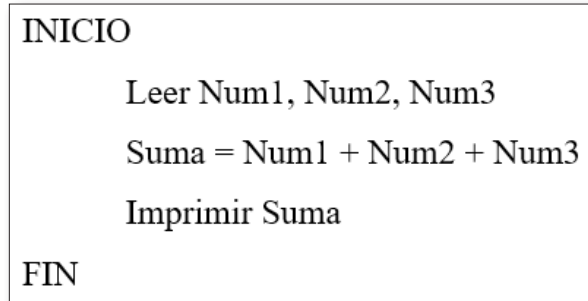 INICIO
Leer Num1, Num2, Num3
Suma = Num1 + Num2 + Num3
Imprimir Suma
FIN